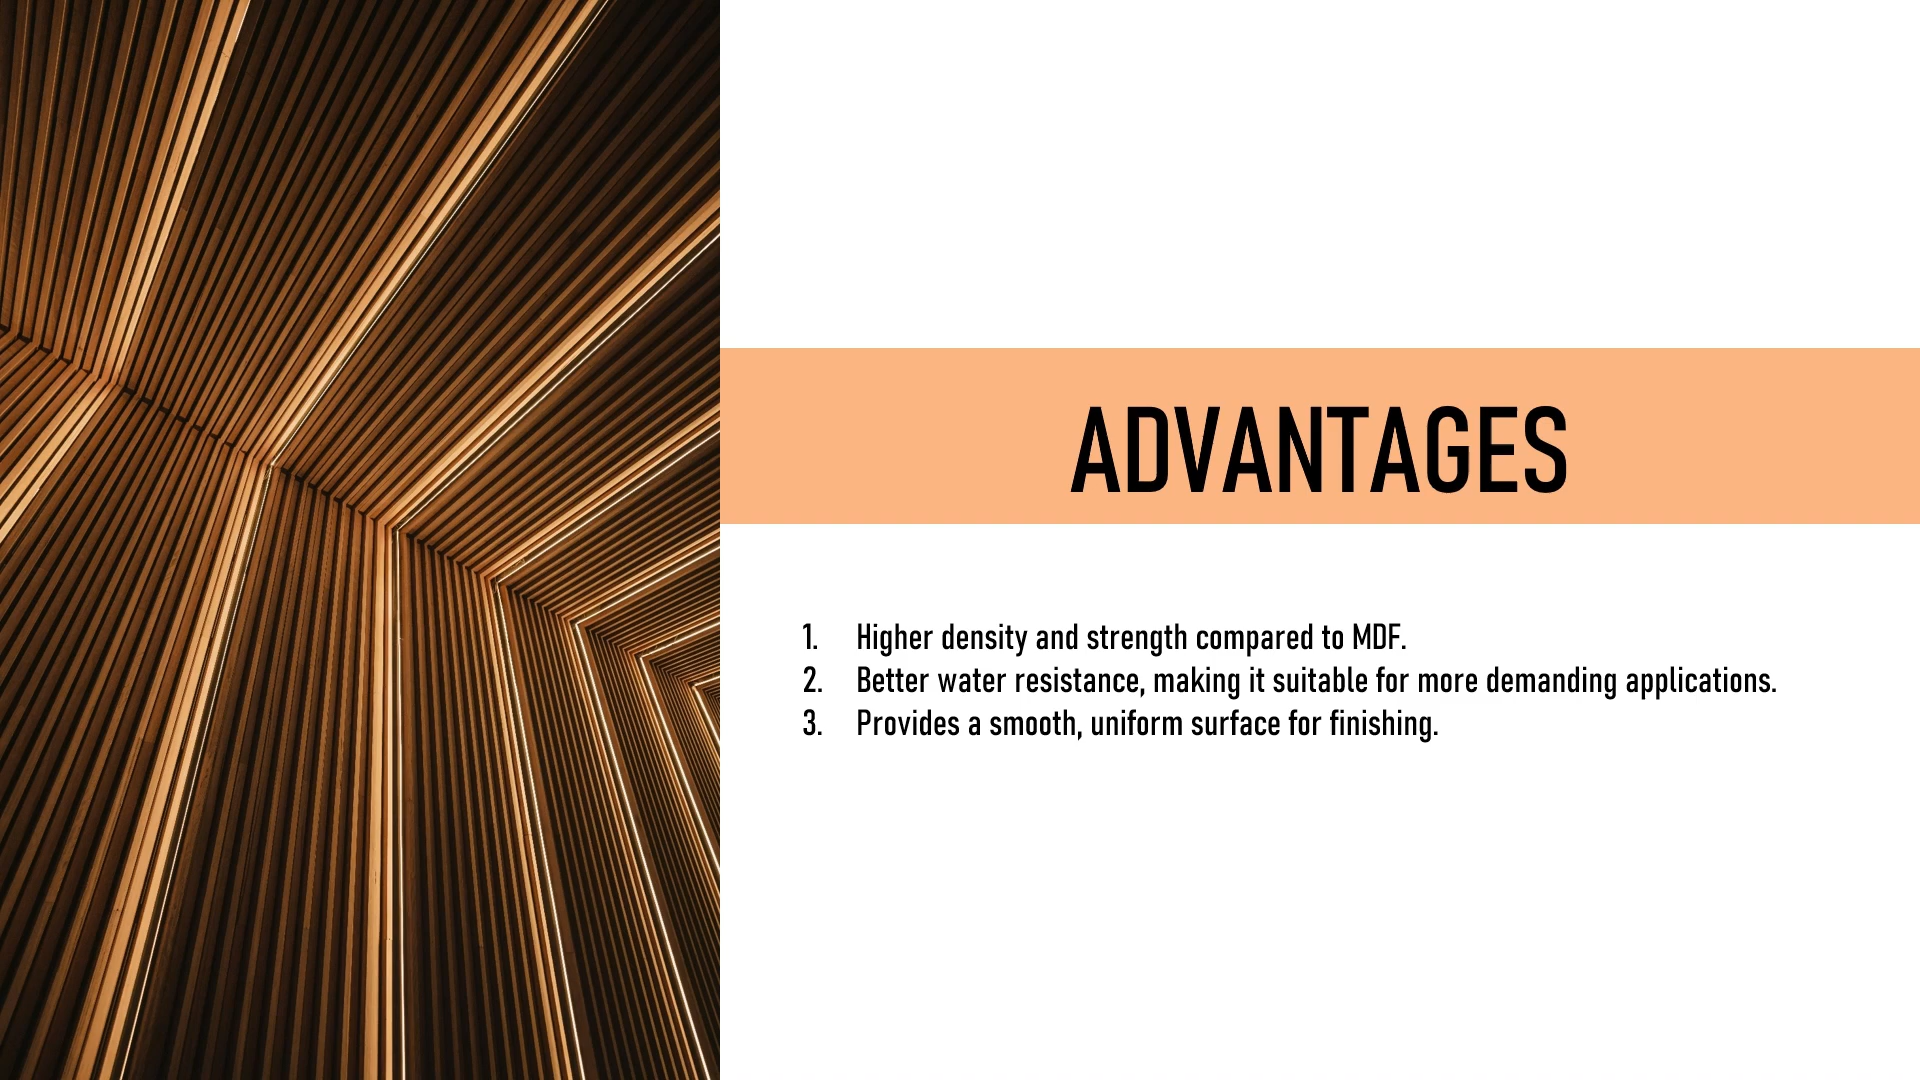 ADVANTAGES
1. Higher density and strength compared to MDF.
2. Better water resistance, making it suitable for more demanding applications.
3. Provides a smooth, uniform surface for finishing.